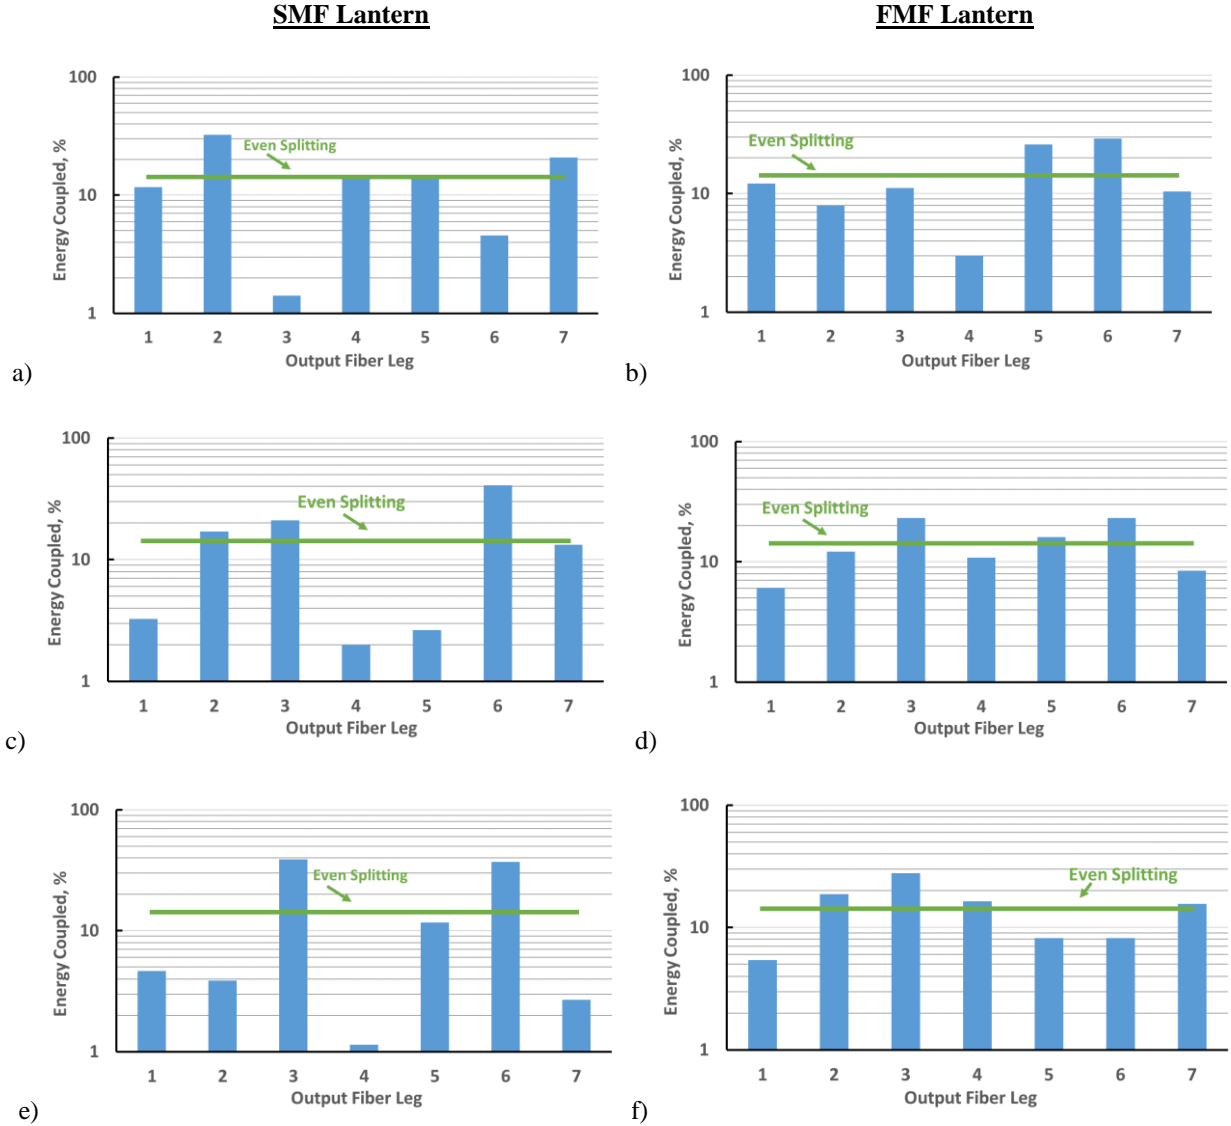 SMF Lantern
FMF Lantern
Energy Coupled, %
100
10
1
Even Splitting
1 2 3 4 5 6 7
Output Fiber Leg
a)
Energy Coupled, %
100
10
1
Even Splitting
1 2 3 4 5 6 7
Output Fiber Leg
b)
Energy Coupled, %
100
10
1
Even Splitting
1 2 3 4 5 6 7
Output Fiber Leg
c)
Energy Coupled, %
100
10
1
Even Splitting
1 2 3 4 5 6 7
Output Fiber Leg
d)
Energy Coupled, %
100
10
1
Even Splitting
1 2 3 4 5 6 7
Output Fiber Leg
e)
Energy Coupled, %
100
10
1
Even Splitting
1 2 3 4 5 6 7
Output Fiber Leg
f)